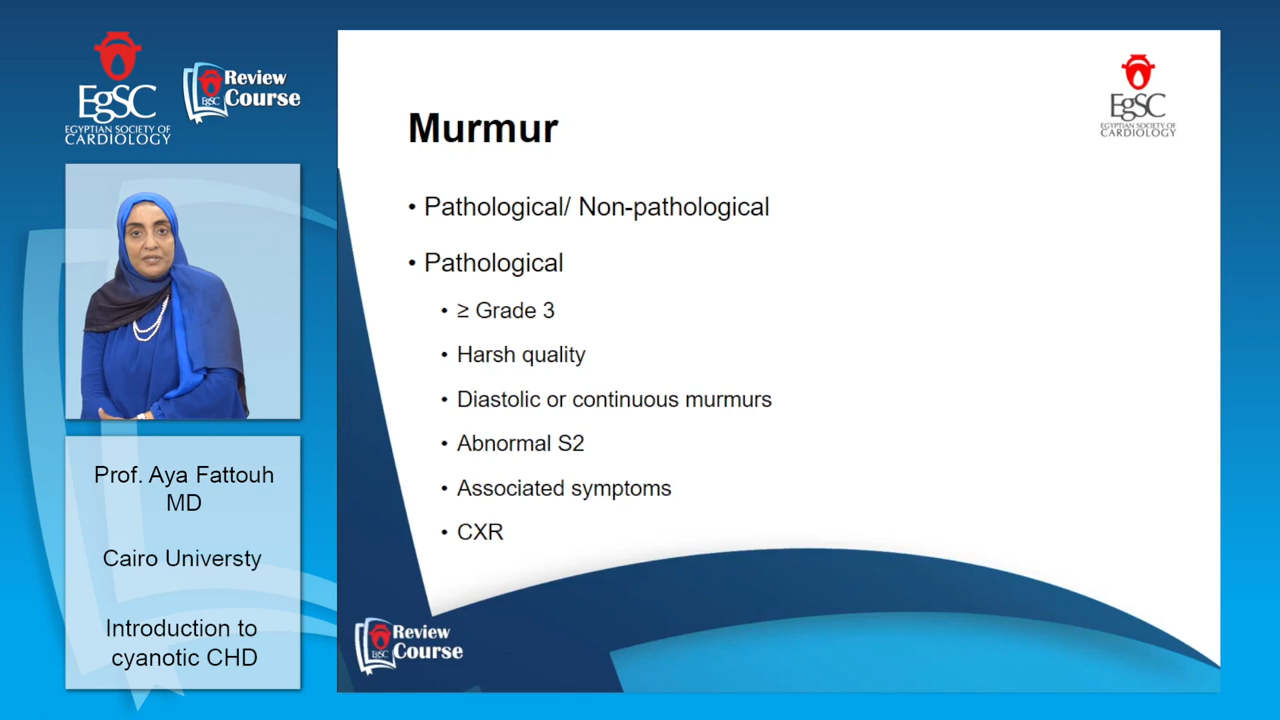 EgSC
EGYPTIAN SOCIETY OF
CARDIOLOGY
EgSC
Review
Course
Prof. Aya Fattouh
MD
Cairo Universty
Introduction to
cyanotic CHD
EgSC
EGYPTIAN SOCIETY OF
CARDIOLOGY
Murmur
• Pathological/ Non-pathological
• Pathological
• ≥ Grade 3
• Harsh quality
• Diastolic or continuous murmurs
• Abnormal S2
• Associated symptoms
• CXR
EgSC
Review
Course